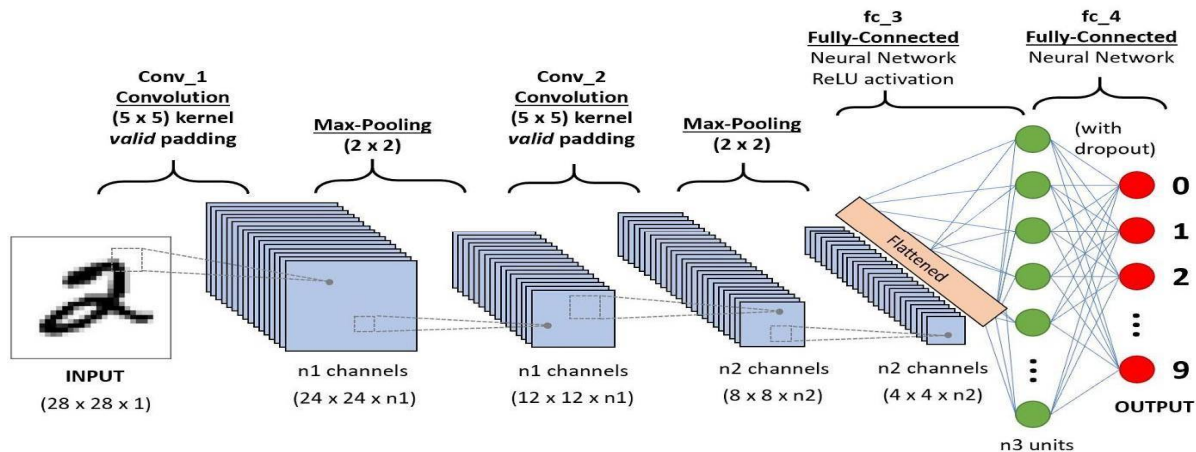 Conv_1
Convolution
(5 x 5) kernel
valid padding
Max-Pooling
(2 x 2)
Conv_2
Convolution
(5 x 5) kernel
valid padding
Max-Pooling
(2 x 2)
fc_3
Fully-Connected
Neural Network
ReLU activation
fc_4
Fully-Connected
Neural Network
(with
dropout)
Flattened
0
1
2
9
OUTPUT
2
INPUT
(28 x 28 x 1)
n1 channels
(24 x 24 x n1)
n1 channels
(12 x 12 x n1)
n2 channels
(8 x 8 x n2)
n2 channels
(4 x 4 x n2)
n3 units